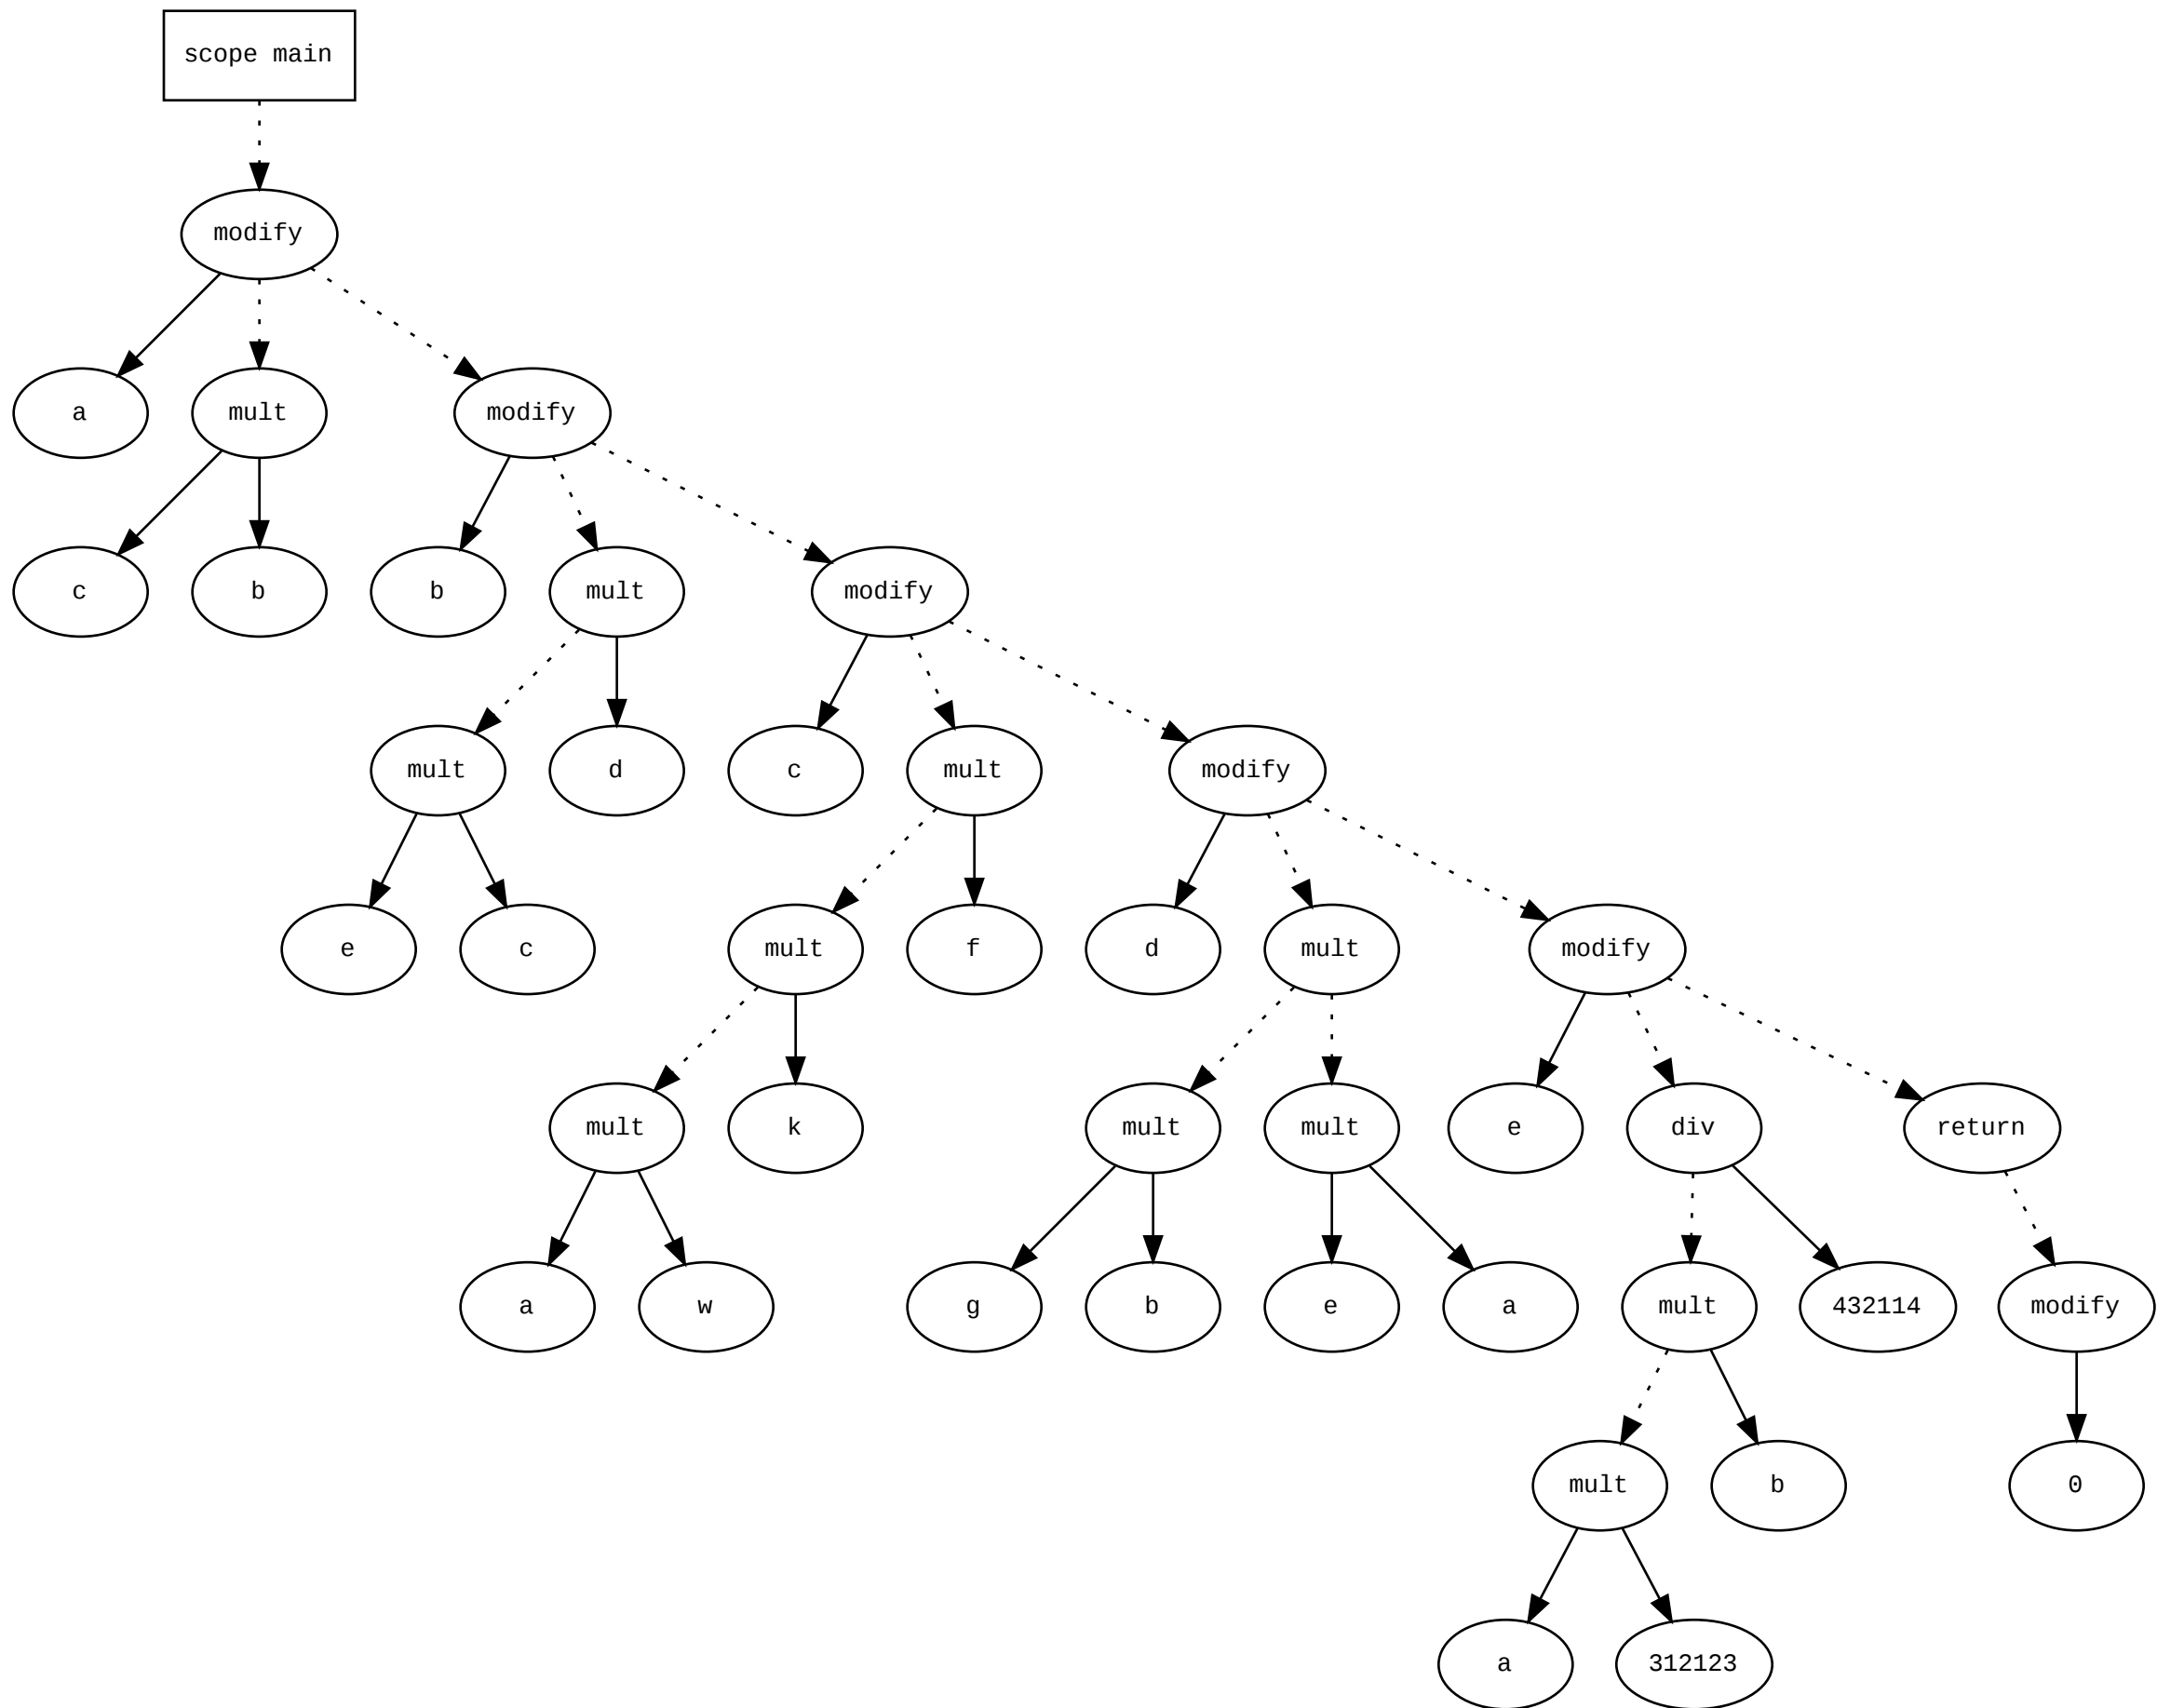 scope main
modify
a
mult
modify
c
b
b
mult
modify
mult
d
c
mult
modify
e
c
mult
f
d
mult
modify
mult
k
mult
mult
e
div
return
a
w
g
b
e
a
mult
432114
modify
mult
b
0
a
312123